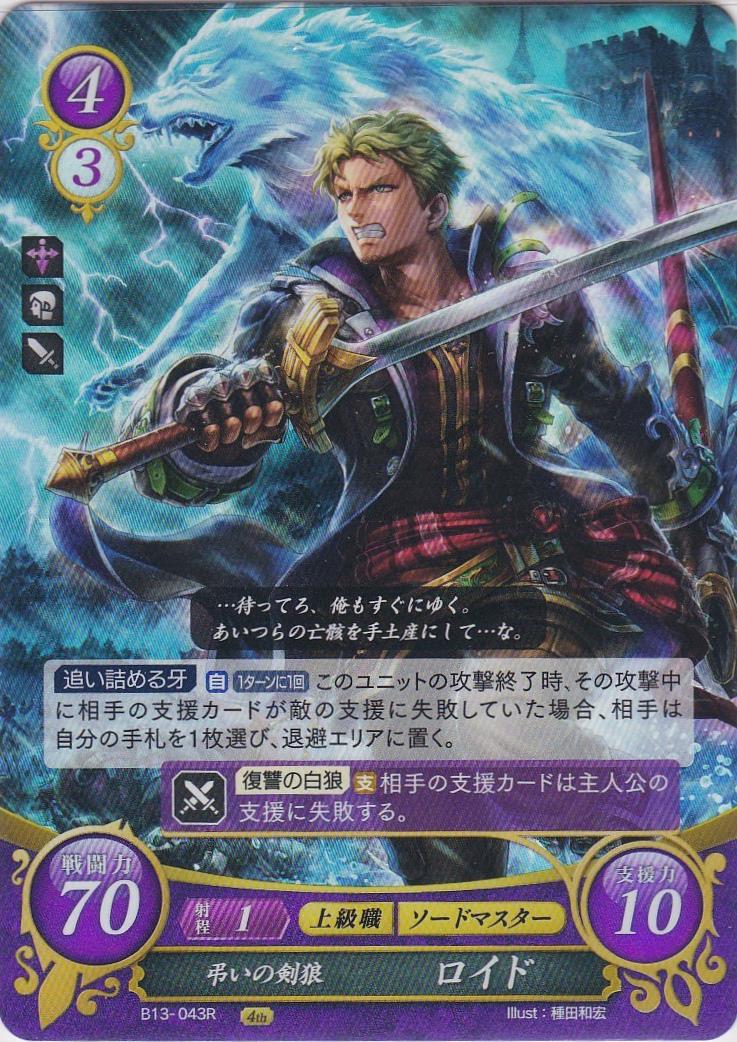 4
3
…待ってろ、俺もすぐにゆく。
あいつらの亡骸を手土産にして…な。
追い詰める牙 自 1ターンに1回 このユニットの攻撃終了時、その攻撃中
に相手の支援カードが敵の支援に失敗していた場合、相手は
自分の手札を1枚選び、退避エリアに置く。
復讐の白狼 支 相手の支援カードは主人公の
支援に失敗する。
戦闘力
70
射程 1
上級職 ソードマスター
支援力
10
弔いの剣狼 ロイド
B13-043R 4th Illust:種田和宏